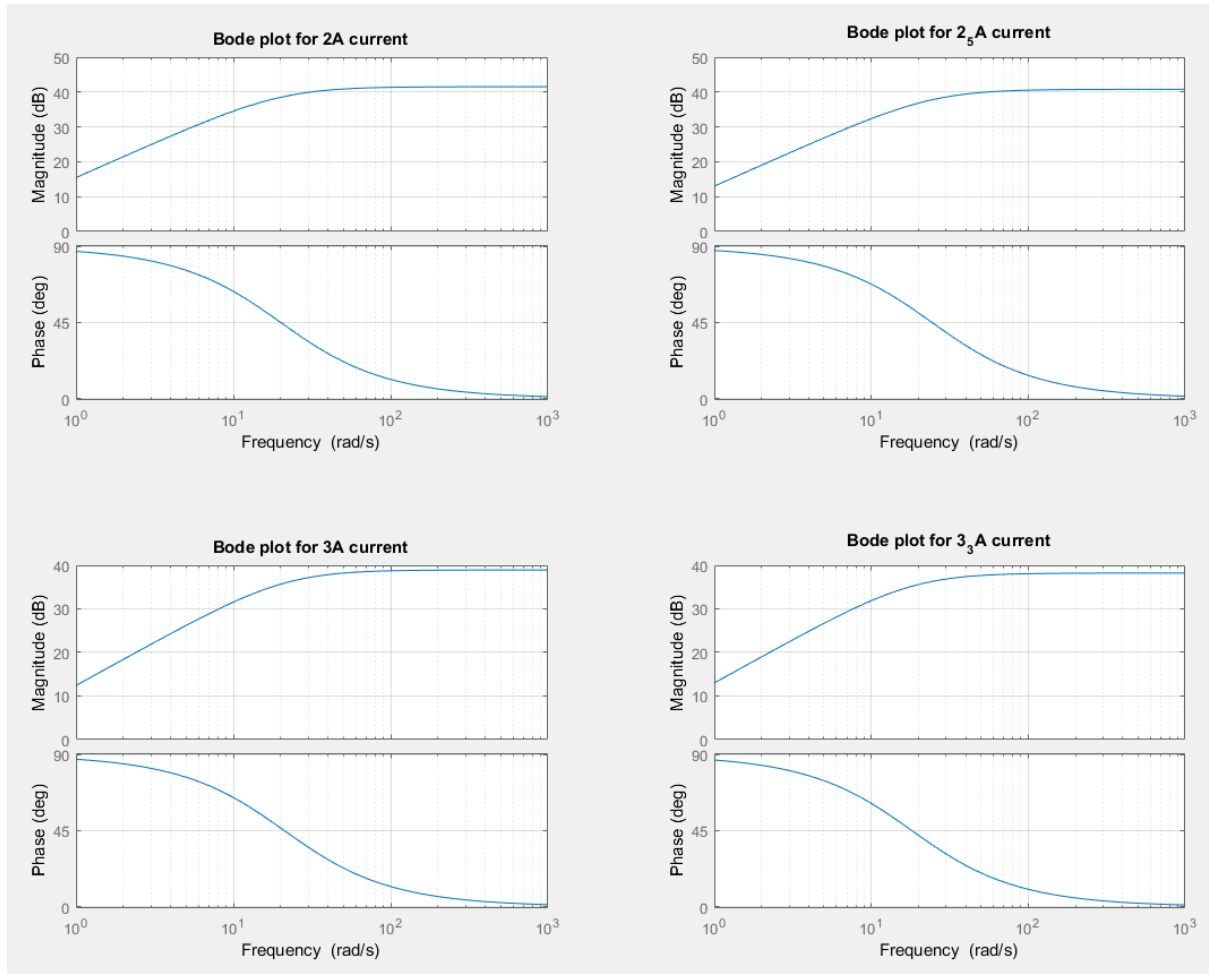 Bode plot for 2A current
50
40
30
20
10
0
Magnitude (dB)
90
45
0
Phase (deg)
10^0 10^1 10^2 10^3
Frequency (rad/s)
Bode plot for 2_5A current
50
40
30
20
10
0
Magnitude (dB)
90
45
0
Phase (deg)
10^0 10^1 10^2 10^3
Frequency (rad/s)
Bode plot for 3A current
40
30
20
10
0
Magnitude (dB)
90
45
0
Phase (deg)
10^0 10^1 10^2 10^3
Frequency (rad/s)
Bode plot for 3_3A current
40
30
20
10
0
Magnitude (dB)
90
45
0
Phase (deg)
10^0 10^1 10^2 10^3
Frequency (rad/s)